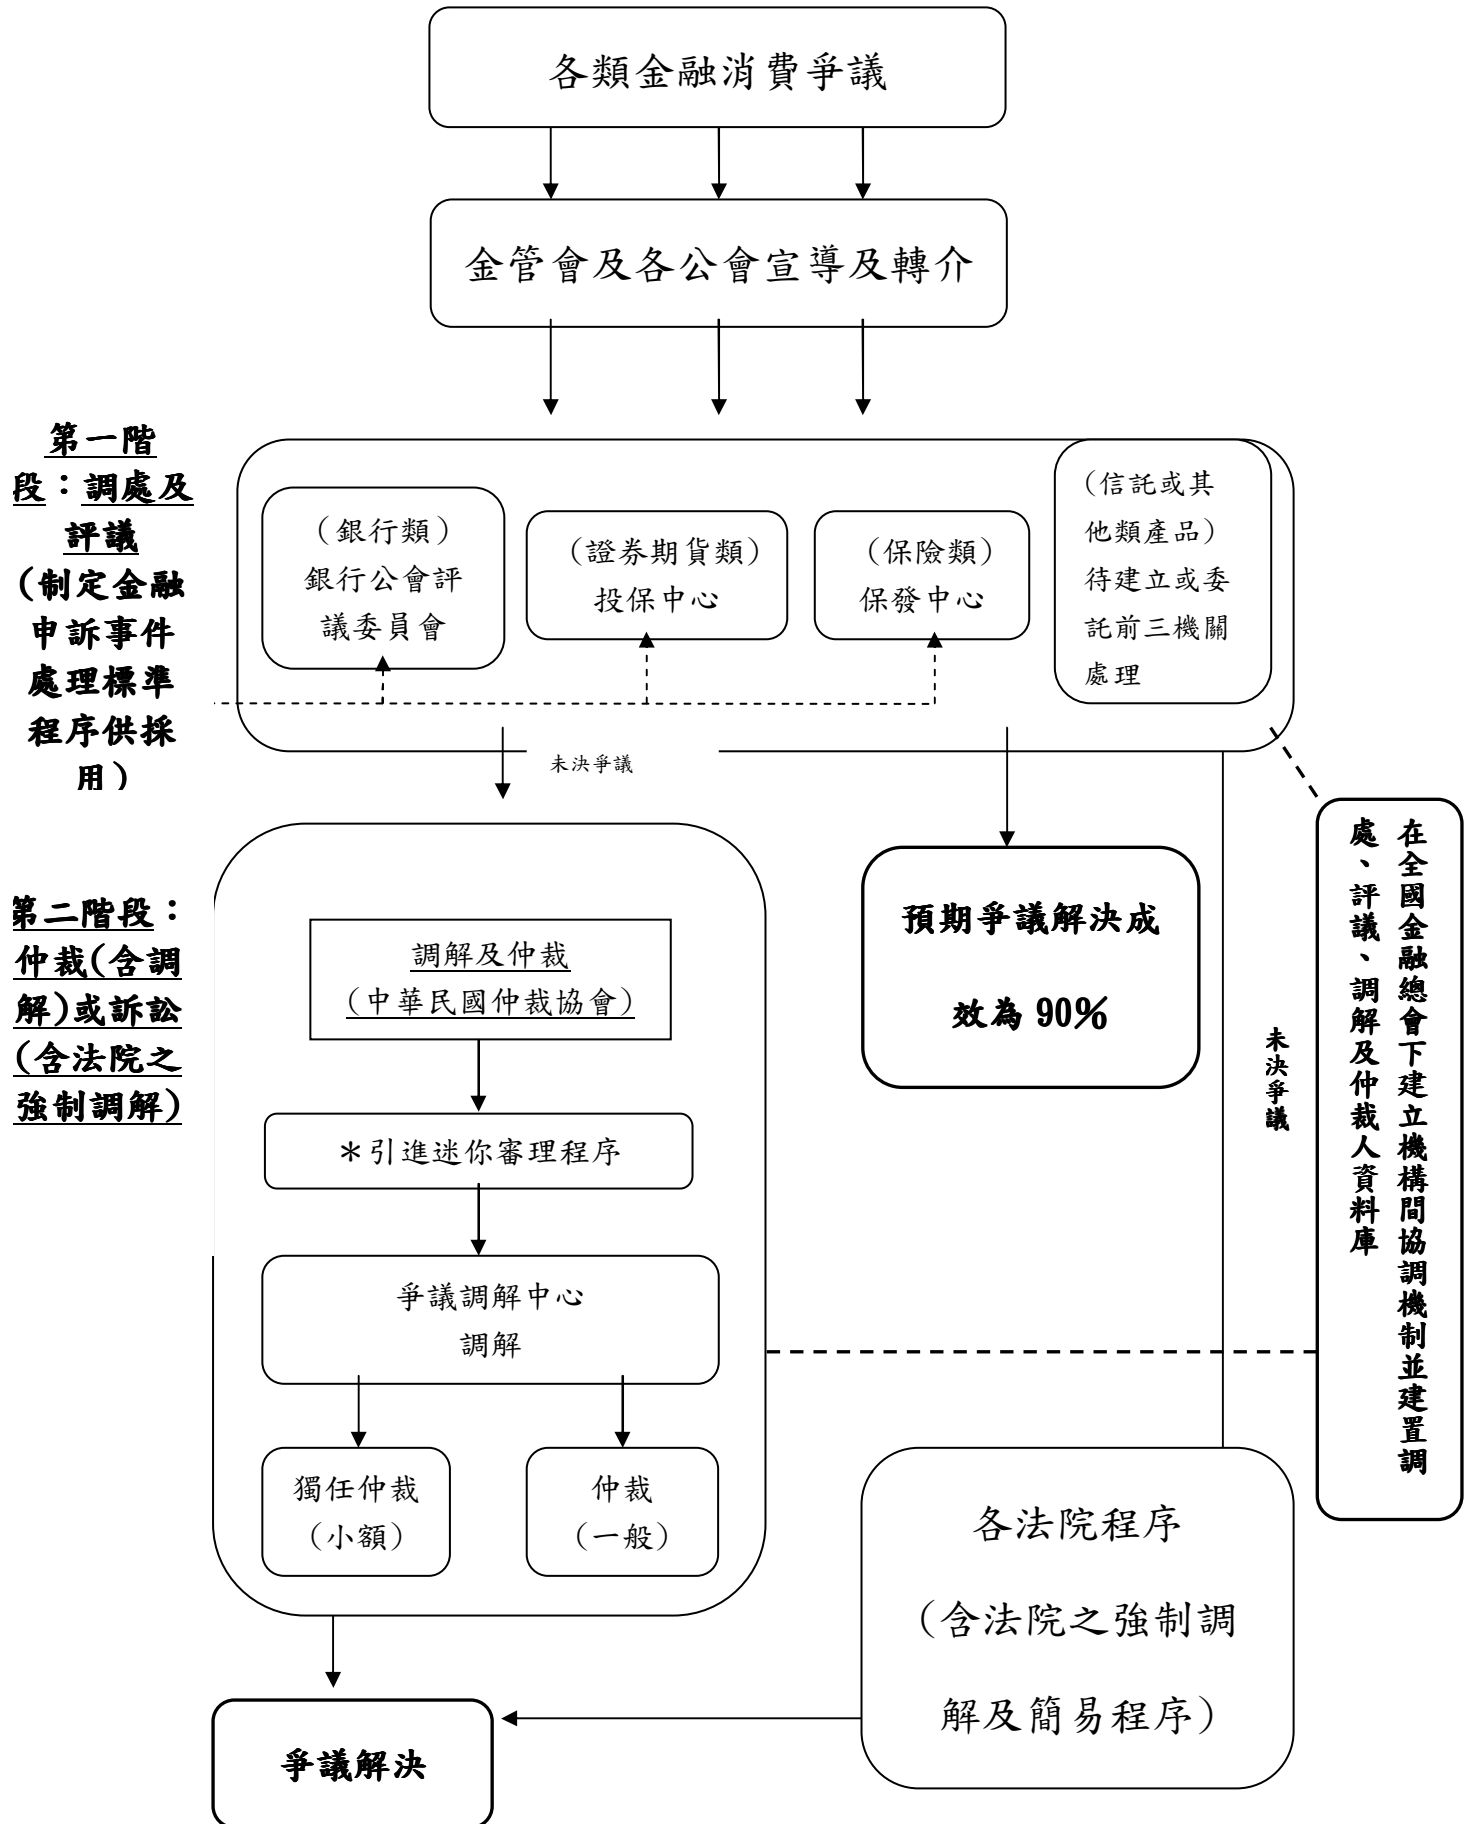 各類金融消費爭議
金管會及各公會宣導及轉介
第一階
段：調處及
評議
（制定金融
申訴事件
處理標準
程序供採
用）
（銀行類）
銀行公會評
議委員會
（證券期貨類）
投保中心
（保險類）
保發中心
（信託或其
他類產品）
待建立或委
託前三機關
處理
未決爭議
第二階段：
仲裁(含調
解)或訴訟
(含法院之
強制調解)
調解及仲裁
（中華民國仲裁協會）
＊引進迷你審理程序
爭議調解中心
調解
獨任仲裁
（小額）
仲裁
（一般）
預期爭議解決成
效為 90%
未決爭議
在全國金融總會下建立機構間協調機制並建置調
處、評議、調解及仲裁人資料庫
各法院程序
（含法院之強制調
解及簡易程序）
爭議解決